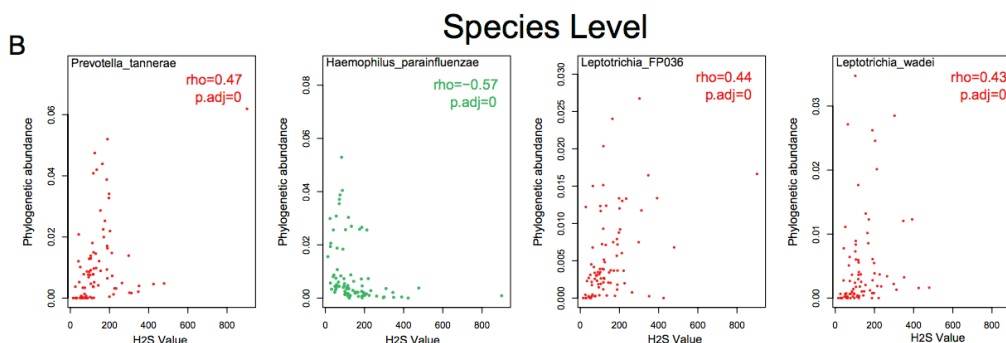 Species Level
B
Prevotella_tannerae
rho=0.47
p.adj=0
Phylogenetic abundance
0.00
0.02
0.04
0.06
0
200
400
600
800
H2S Value
Haemophilus_parainfluenzae
rho=−0.57
p.adj=0
Phylogenetic abundance
0.00
0.02
0.04
0.06
0.08
0
200
400
600
800
H2S Value
Leptotrichia_FP036
rho=0.44
p.adj=0
Phylogenetic abundance
0.000
0.005
0.010
0.015
0.020
0.025
0.030
0
200
400
600
800
H2S Value
Leptotrichia_wadei
rho=0.43
p.adj=0
Phylogenetic abundance
0.00
0.01
0.02
0.03
0
200
400
600
800
H2S Value